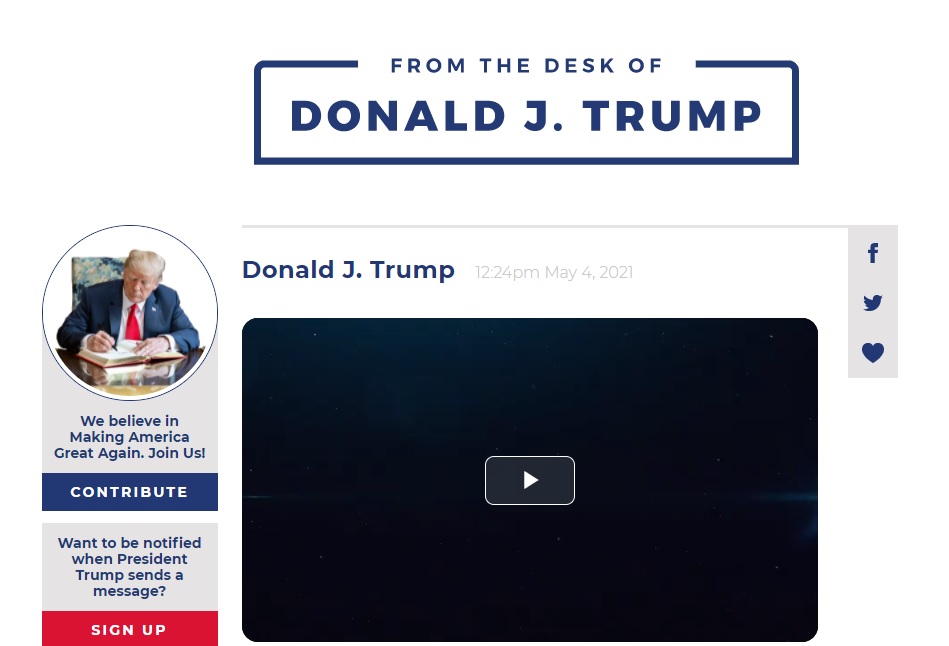 FROM THE DESK OF
DONALD J. TRUMP
Donald J. Trump 12:24pm May 4, 2021
We believe in
Making America
Great Again. Join Us!
CONTRIBUTE
Want to be notified
when President
Trump sends a
message?
SIGN UP